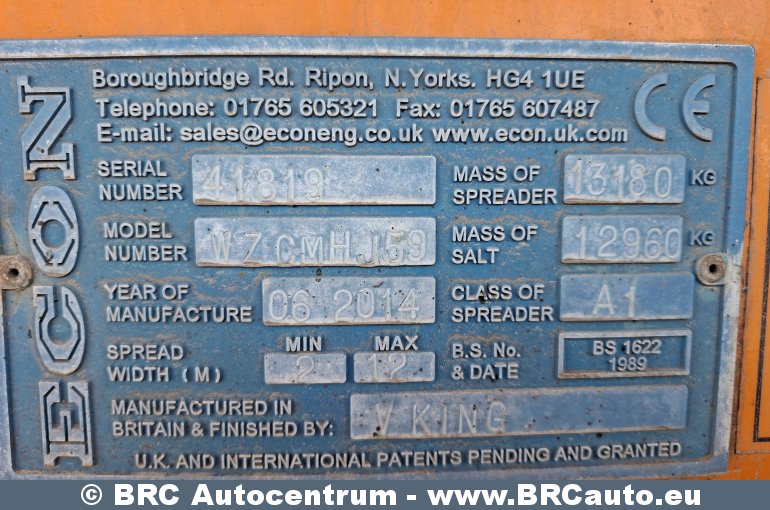 ECON
Boroughbridge Rd. Ripon, N.Yorks. HG4 1UE
Telephone: 01765 605321 Fax: 01765 607487
E-mail: sales@econeng.co.uk www.econ.uk.com
CE
SERIAL NUMBER 41819
MASS OF SPREADER 13180 KG
MODEL NUMBER WZCMHJ59
MASS OF SALT 12960 KG
YEAR OF MANUFACTURE 06 2014
CLASS OF SPREADER A1
SPREAD WIDTH (M) MIN 2 MAX 12
B.S. No. & DATE BS 1622 1989
MANUFACTURED IN
BRITAIN & FINISHED BY: V KING
U.K. AND INTERNATIONAL PATENTS PENDING AND GRANTED
© BRC Autocentrum - www.BRCauto.eu